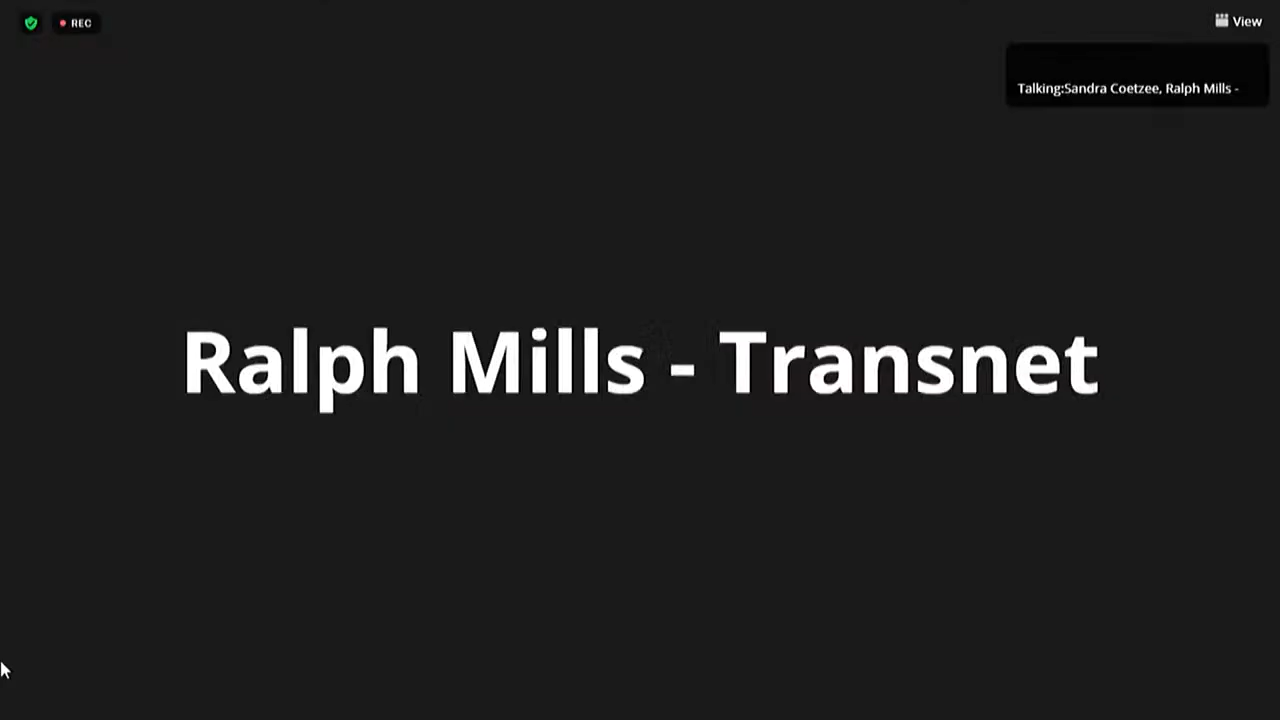 REC
View
Talking:Sandra Coetzee, Ralph Mills -
Ralph Mills - Transnet